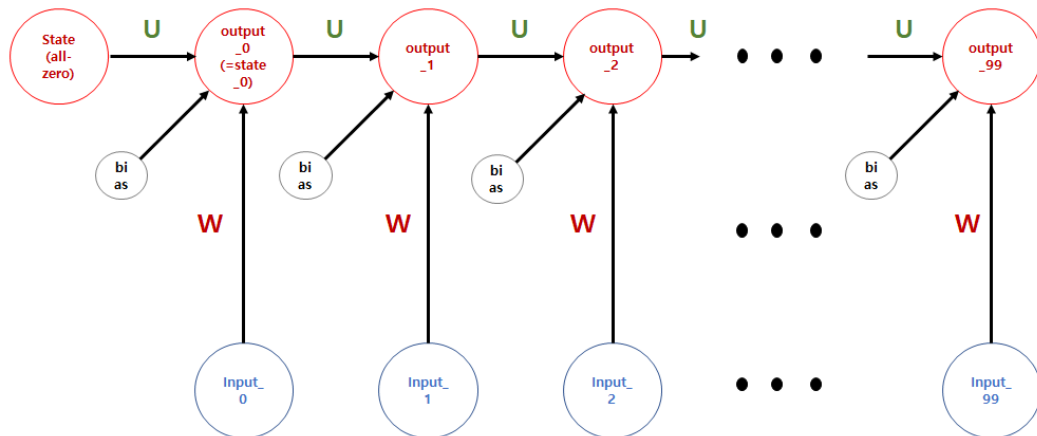 U
U
U
U
U
State
(all-
zero)
output
_0
(=state
_0)
output
_1
output
_2
output
_99
bi
as
bi
as
bi
as
bi
as
W
W
W
W
Input_
0
Input_
1
Input_
2
Input_
99